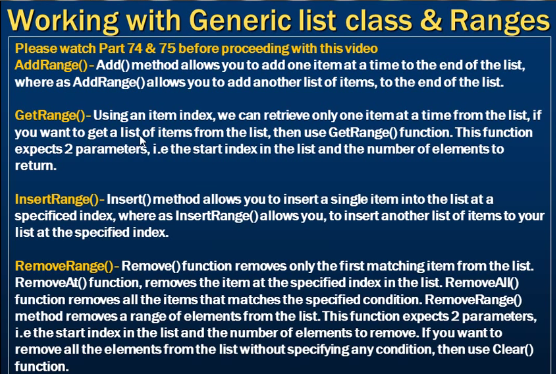 Working with Generic list class & Ranges
Please watch Part 74 & 75 before proceeding with this video
AddRange()- Add() method allows you to add one item at a time to the end of the list,
where as AddRange() allows you to add another list of items, to the end of the list.
GetRange()- Using an item index, we can retrieve only one item at a time from the list, if
you want to get a list of items from the list, then use GetRange() function. This function
expects 2 parameters, i.e the start index in the list and the number of elements to
return.
InsertRange()- Insert() method allows you to insert a single item into the list at a
specificed index, where as InsertRange() allows you, to insert another list of items to your
list at the specified index.
RemoveRange()- Remove() function removes only the first matching item from the list.
RemoveAt() function, removes the item at the specified index in the list. RemoveAll()
function removes all the items that matches the specified condition. RemoveRange()
method removes a range of elements from the list. This function expects 2 parameters,
i.e the start index in the list and the number of elements to remove. If you want to
remove all the elements from the list without specifying any condition, then use Clear()
function.